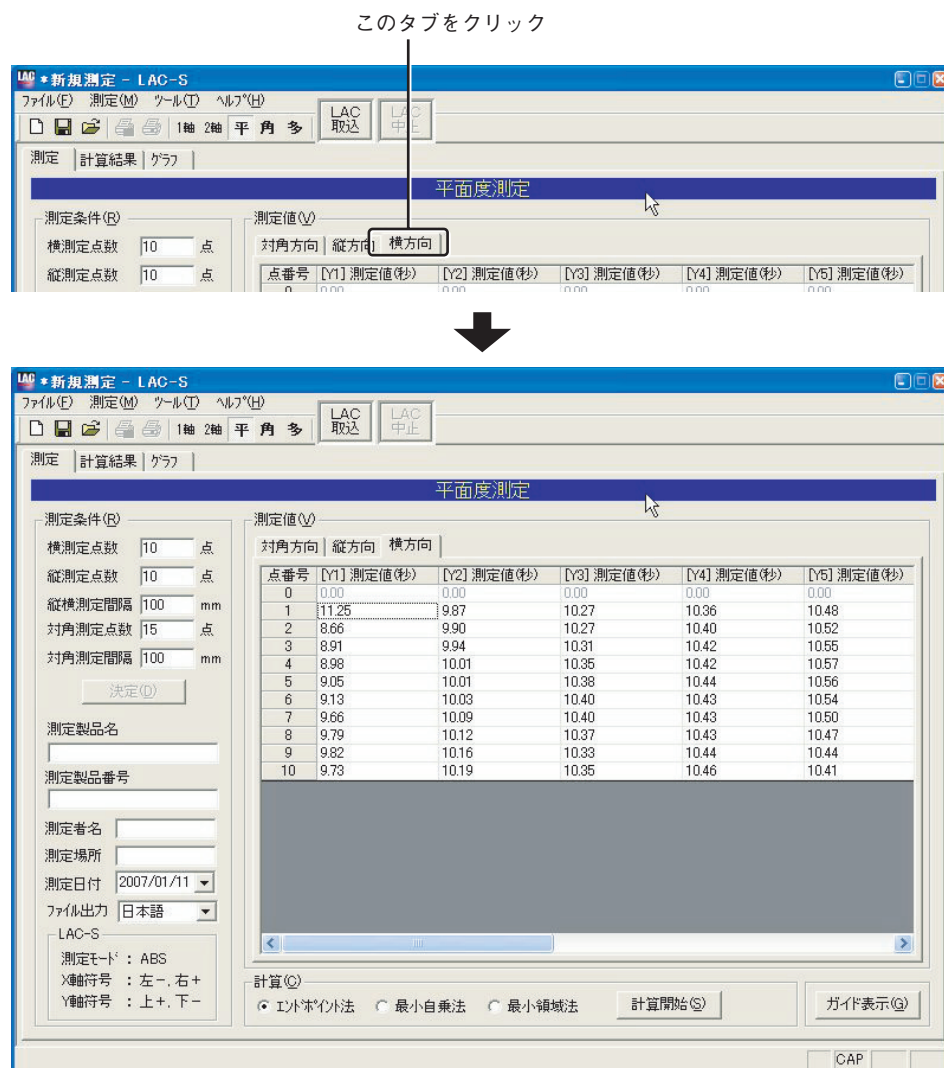 このタブをクリック
LAC *新規測定 - LAC-S
ファイル(F) 測定(M) ツール(T) ヘルプ(H)
1軸 2軸 平 角 多 LAC取込 LAC中止
測定 計算結果 グラフ
平面度測定
測定条件(R) 測定値(V)
横測定点数 10 点 対角方向 縦方向 横方向
縦測定点数 10 点 点番号 [Y1] 測定値(秒) [Y2] 測定値(秒) [Y3] 測定値(秒) [Y4] 測定値(秒) [Y5] 測定値(秒)
0 0.00 0.00 0.00 0.00 0.00
LAC *新規測定 - LAC-S
ファイル(F) 測定(M) ツール(T) ヘルプ(H)
1軸 2軸 平 角 多 LAC取込 LAC中止
測定 計算結果 グラフ
平面度測定
測定条件(R)
横測定点数 10 点
縦測定点数 10 点
縦横測定間隔 100 mm
対角測定点数 15 点
対角測定間隔 100 mm
決定(D)
測定製品名
測定製品番号
測定者名
測定場所
測定日付 2007/01/11
ファイル出力 日本語
LAC-S
測定モード : ABS
X軸符号 : 左-, 右+
Y軸符号 : 上+, 下-
測定値(V)
対角方向 縦方向 横方向
点番号 [Y1] 測定値(秒) [Y2] 測定値(秒) [Y3] 測定値(秒) [Y4] 測定値(秒) [Y5] 測定値(秒)
0 0.00 0.00 0.00 0.00 0.00
1 11.25 9.87 10.27 10.36 10.48
2 8.66 9.90 10.27 10.40 10.52
3 8.91 9.94 10.31 10.42 10.55
4 8.98 10.01 10.35 10.42 10.57
5 9.05 10.01 10.38 10.44 10.56
6 9.13 10.03 10.40 10.43 10.54
7 9.66 10.09 10.40 10.43 10.50
8 9.79 10.12 10.37 10.43 10.47
9 9.82 10.16 10.33 10.44 10.44
10 9.73 10.19 10.35 10.46 10.41
計算(C)
エンドポイント法 最小自乗法 最小領域法 計算開始(S) ガイド表示(G)
CAP